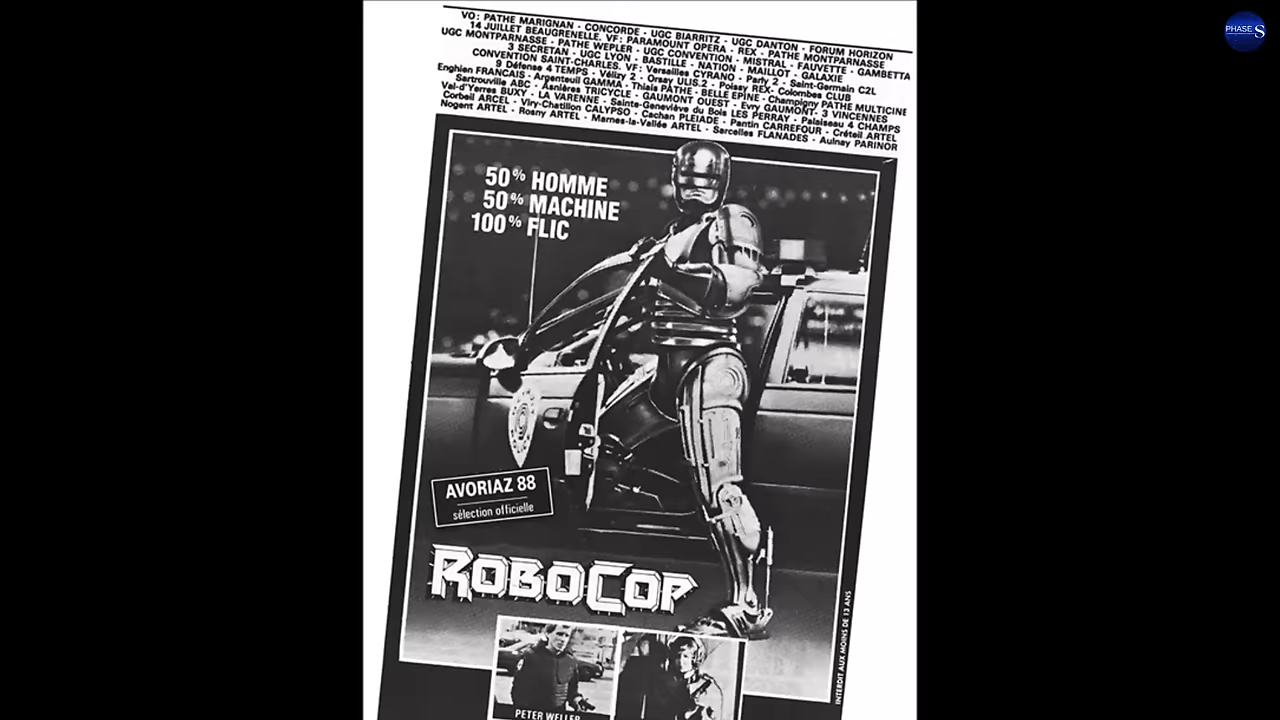 PHASE S
VO: PATHE MARIGNAN - CONCORDE - UGC BIARRITZ - UGC DANTON - FORUM HORIZON
14 JUILLET BEAUGRENELLE. VF: PARAMOUNT OPERA - REX - PATHE MONTPARNASSE
UGC MONTPARNASSE - PATHE WEPLER - UGC CONVENTION - MISTRAL - FAUVETTE - GAMBETTA
3 SECRETAN - UGC LYON - BASTILLE - NATION - MAILLOT - GALAXIE
CONVENTION SAINT-CHARLES. VF: Versailles CYRANO - Parly 2 - Saint-Germain C2L
9 Défense 4 TEMPS - Vélizy 2 - Orsay ULIS.2 - Poissy REX- Colombes CLUB
Enghien FRANCAIS - Argenteuil GAMMA - Thiais PATHE - BELLE EPINE - Champigny PATHE MULTICINE
Sartrouville ABC - Asnières TRICYCLE - GAUMONT OUEST - Evry GAUMONT- 3 VINCENNES
Val-d'Yerres BUXY - LA VARENNE - Sainte-Geneviève du Bois LES PERRAY - Palaiseau 4 CHAMPS
Corbeil ARCEL - Viry-Chatillon CALYPSO - Cachan PLEIADE - Pantin CARREFOUR - Créteil ARTEL
Nogent ARTEL - Rosny ARTEL - Marnes-la-Vallée ARTEL - Sarcelles FLANADES - Aulnay PARINOR
50% HOMME
50% MACHINE
100% FLIC
AVORIAZ 88
sélection officielle
ROBOCOP
INTERDIT AUX MOINS DE 13 ANS
PETER WELLER